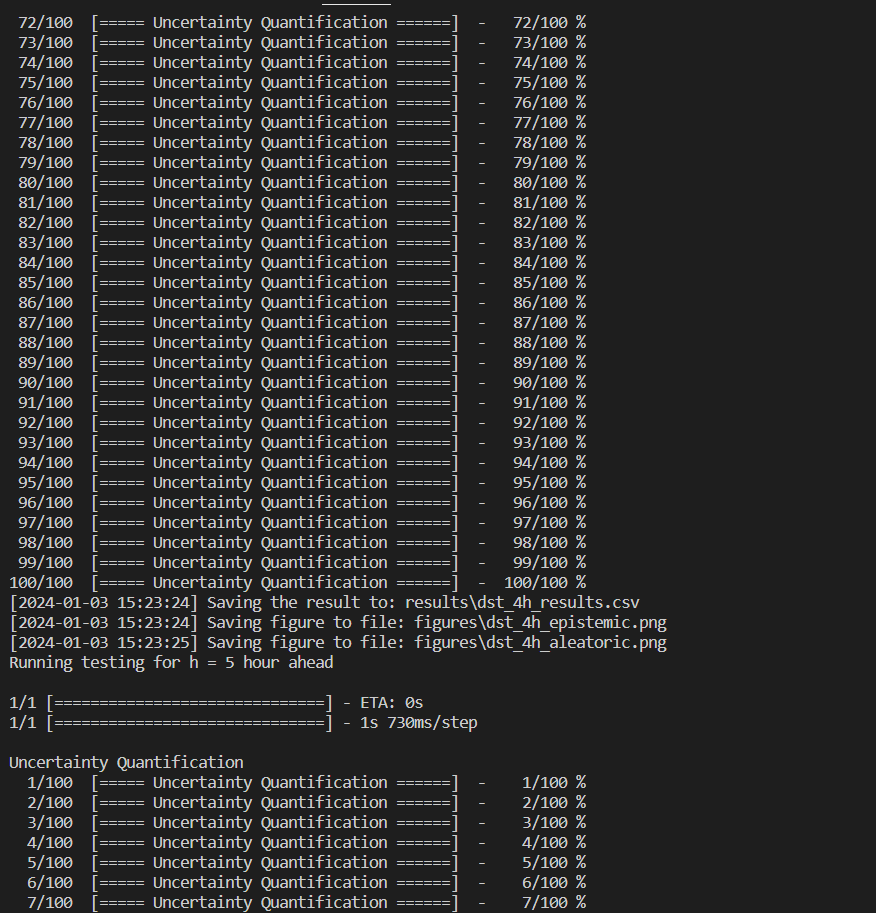 72/100 [===== Uncertainty Quantification ======] - 72/100 %
73/100 [===== Uncertainty Quantification ======] - 73/100 %
74/100 [===== Uncertainty Quantification ======] - 74/100 %
75/100 [===== Uncertainty Quantification ======] - 75/100 %
76/100 [===== Uncertainty Quantification ======] - 76/100 %
77/100 [===== Uncertainty Quantification ======] - 77/100 %
78/100 [===== Uncertainty Quantification ======] - 78/100 %
79/100 [===== Uncertainty Quantification ======] - 79/100 %
80/100 [===== Uncertainty Quantification ======] - 80/100 %
81/100 [===== Uncertainty Quantification ======] - 81/100 %
82/100 [===== Uncertainty Quantification ======] - 82/100 %
83/100 [===== Uncertainty Quantification ======] - 83/100 %
84/100 [===== Uncertainty Quantification ======] - 84/100 %
85/100 [===== Uncertainty Quantification ======] - 85/100 %
86/100 [===== Uncertainty Quantification ======] - 86/100 %
87/100 [===== Uncertainty Quantification ======] - 87/100 %
88/100 [===== Uncertainty Quantification ======] - 88/100 %
89/100 [===== Uncertainty Quantification ======] - 89/100 %
90/100 [===== Uncertainty Quantification ======] - 90/100 %
91/100 [===== Uncertainty Quantification ======] - 91/100 %
92/100 [===== Uncertainty Quantification ======] - 92/100 %
93/100 [===== Uncertainty Quantification ======] - 93/100 %
94/100 [===== Uncertainty Quantification ======] - 94/100 %
95/100 [===== Uncertainty Quantification ======] - 95/100 %
96/100 [===== Uncertainty Quantification ======] - 96/100 %
97/100 [===== Uncertainty Quantification ======] - 97/100 %
98/100 [===== Uncertainty Quantification ======] - 98/100 %
99/100 [===== Uncertainty Quantification ======] - 99/100 %
100/100 [===== Uncertainty Quantification ======] - 100/100 %
[2024-01-03 15:23:24] Saving the result to: results\dst_4h_results.csv
[2024-01-03 15:23:24] Saving figure to file: figures\dst_4h_epistemic.png
[2024-01-03 15:23:25] Saving figure to file: figures\dst_4h_aleatoric.png
Running testing for h = 5 hour ahead
1/1 [==============================] - ETA: 0s
1/1 [==============================] - 1s 730ms/step
Uncertainty Quantification
1/100 [===== Uncertainty Quantification ======] - 1/100 %
2/100 [===== Uncertainty Quantification ======] - 2/100 %
3/100 [===== Uncertainty Quantification ======] - 3/100 %
4/100 [===== Uncertainty Quantification ======] - 4/100 %
5/100 [===== Uncertainty Quantification ======] - 5/100 %
6/100 [===== Uncertainty Quantification ======] - 6/100 %
7/100 [===== Uncertainty Quantification ======] - 7/100 %